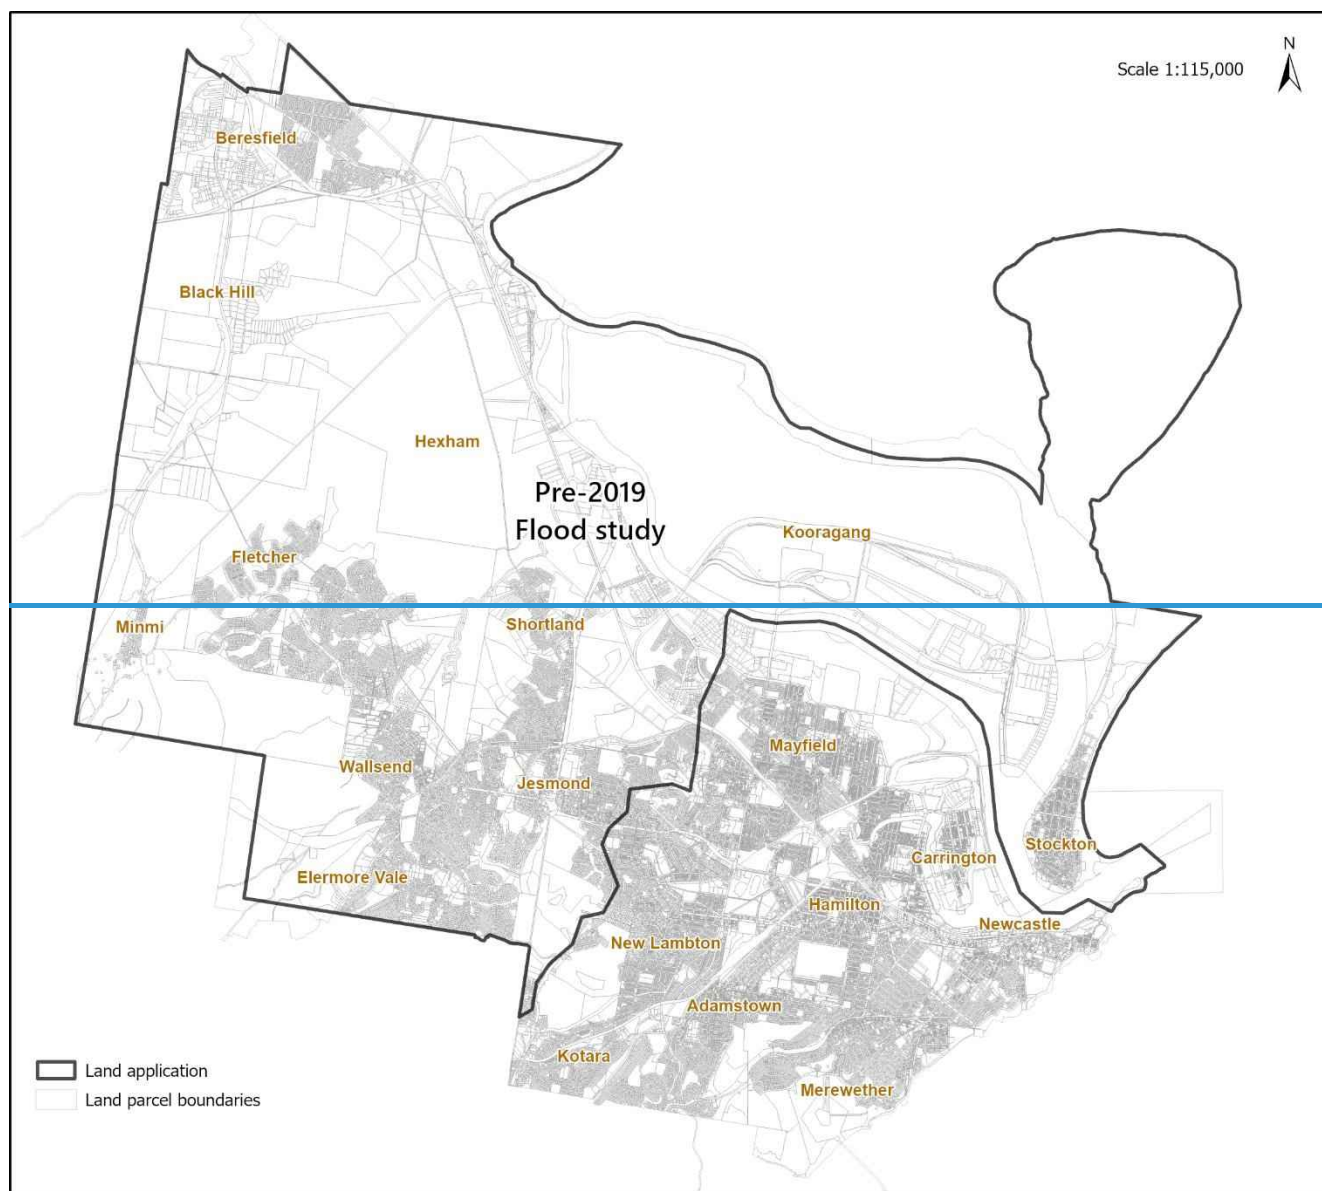 N
Scale 1:115,000
Beresfield
Black Hill
Hexham
Pre-2019
Flood study
Kooragang
Fletcher
Minmi
Shortland
Mayfield
Wallsend
Jesmond
Stockton
Carrington
Elermore Vale
Hamilton
Newcastle
New Lambton
Adamstown
Kotara
Land application
Merewether
Land parcel boundaries